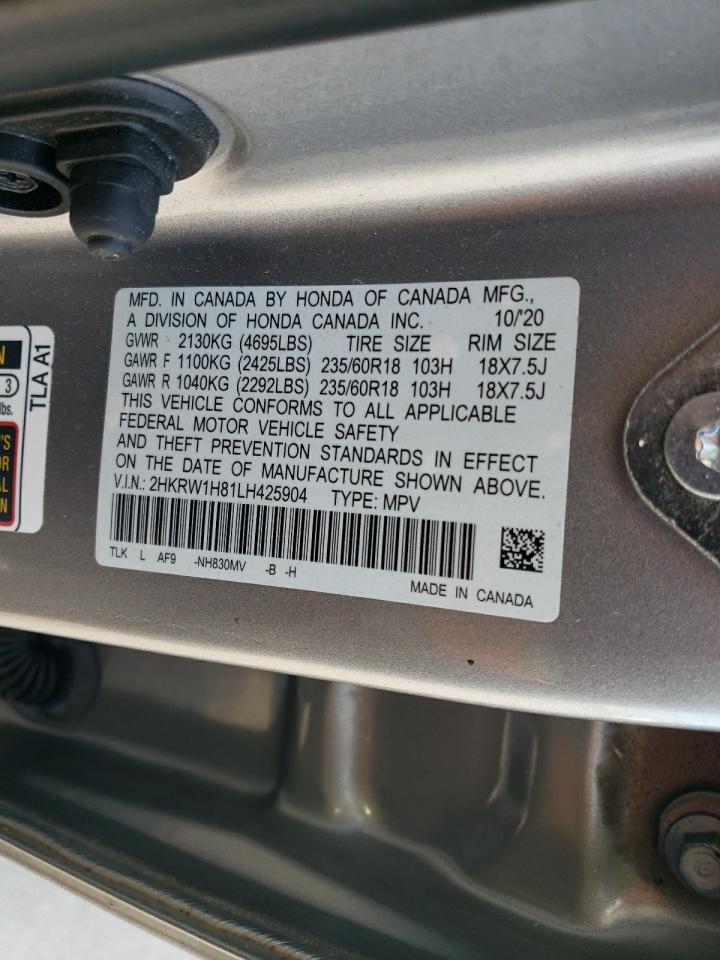 MFD. IN CANADA BY HONDA OF CANADA MFG.,
A DIVISION OF HONDA CANADA INC. 10/'20
GVWR 2130KG (4695LBS) TIRE SIZE RIM SIZE
GAWR F 1100KG (2425LBS) 235/60R18 103H 18X7.5J
GAWR R 1040KG (2292LBS) 235/60R18 103H 18X7.5J
THIS VEHICLE CONFORMS TO ALL APPLICABLE
FEDERAL MOTOR VEHICLE SAFETY
AND THEFT PREVENTION STANDARDS IN EFFECT
ON THE DATE OF MANUFACTURE SHOWN ABOVE.
V.I.N.: 2HKRW1H81LH425904 TYPE: MPV
TLK L AF9 -NH830MV -B -H
MADE IN CANADA
TLA A1
3
lbs.